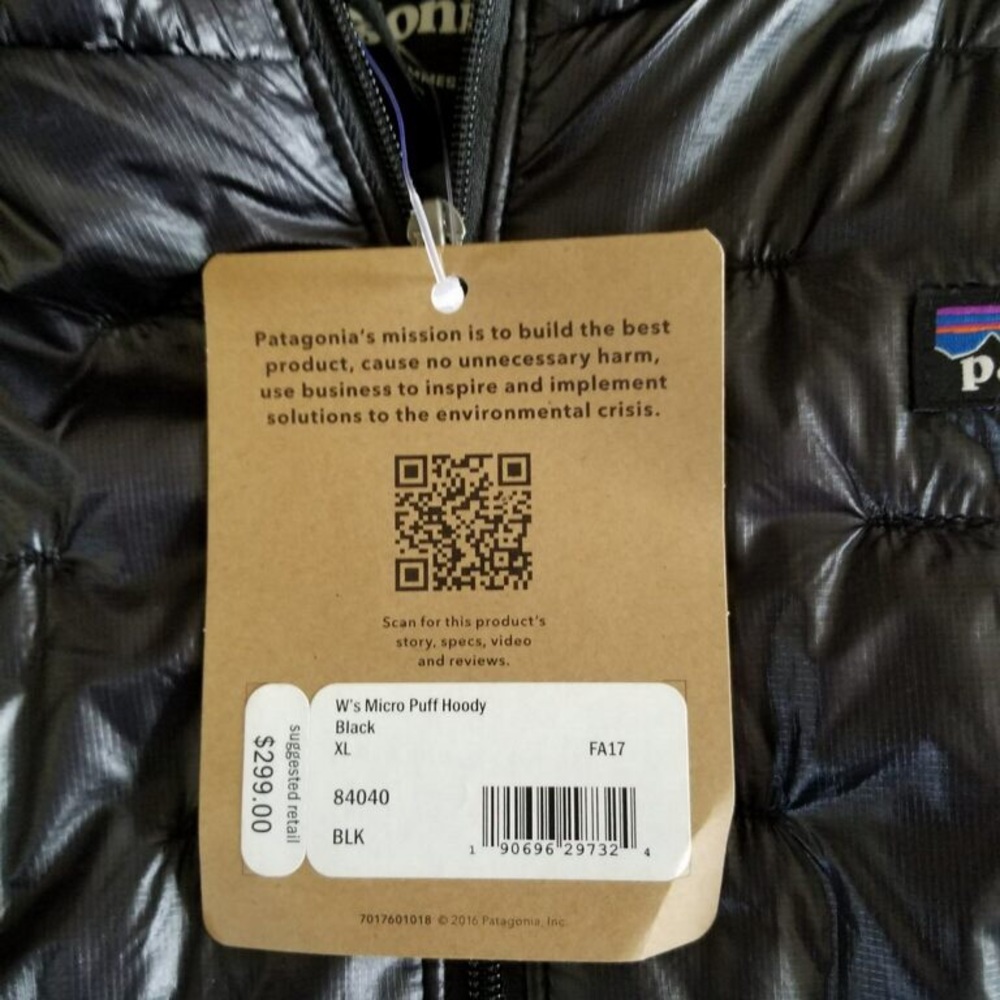 Patagonia's mission is to build the best
product, cause no unnecessary harm,
use business to inspire and implement
solutions to the environmental crisis.
Scan for this product's
story, specs, video
and reviews.
suggested retail
$299.00
W's Micro Puff Hoody
Black
XL FA17
84040
BLK
1 90696 29732 4
7017601018 © 2016 Patagonia, Inc.